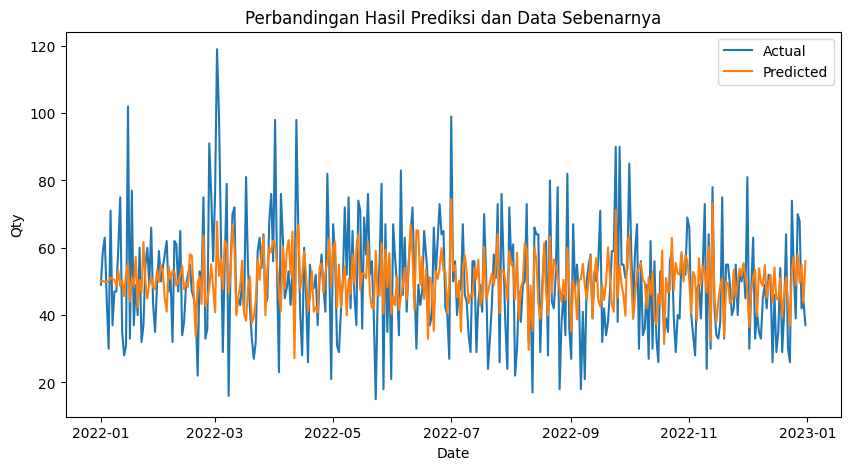 Perbandingan Hasil Prediksi dan Data Sebenarnya
Actual
Predicted
120
100
80
60
40
20
Qty
2022-01
2022-03
2022-05
2022-07
2022-09
2022-11
2023-01
Date